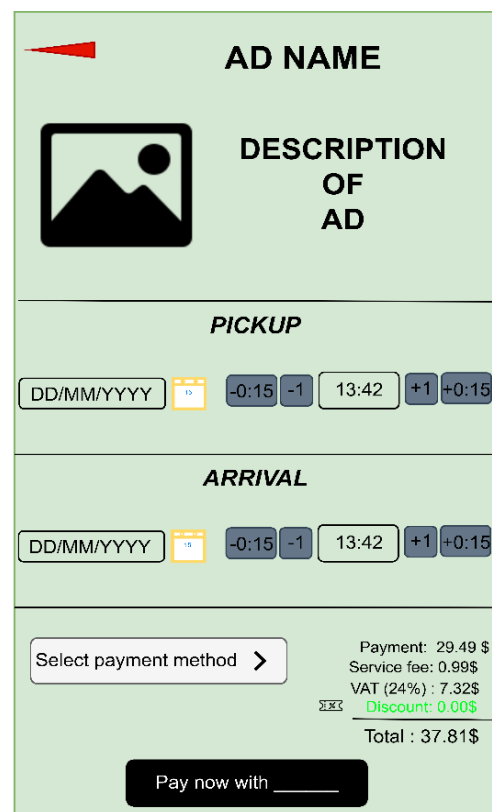 AD NAME
DESCRIPTION
OF
AD
PICKUP
DD/MM/YYYY 15 -0:15 -1 13:42 +1 +0:15
ARRIVAL
DD/MM/YYYY 15 -0:15 -1 13:42 +1 +0:15
Select payment method
Payment: 29.49 $
Service fee: 0.99$
VAT (24%) : 7.32$
Discount: 0.00$
Total : 37.81$
Pay now with ______